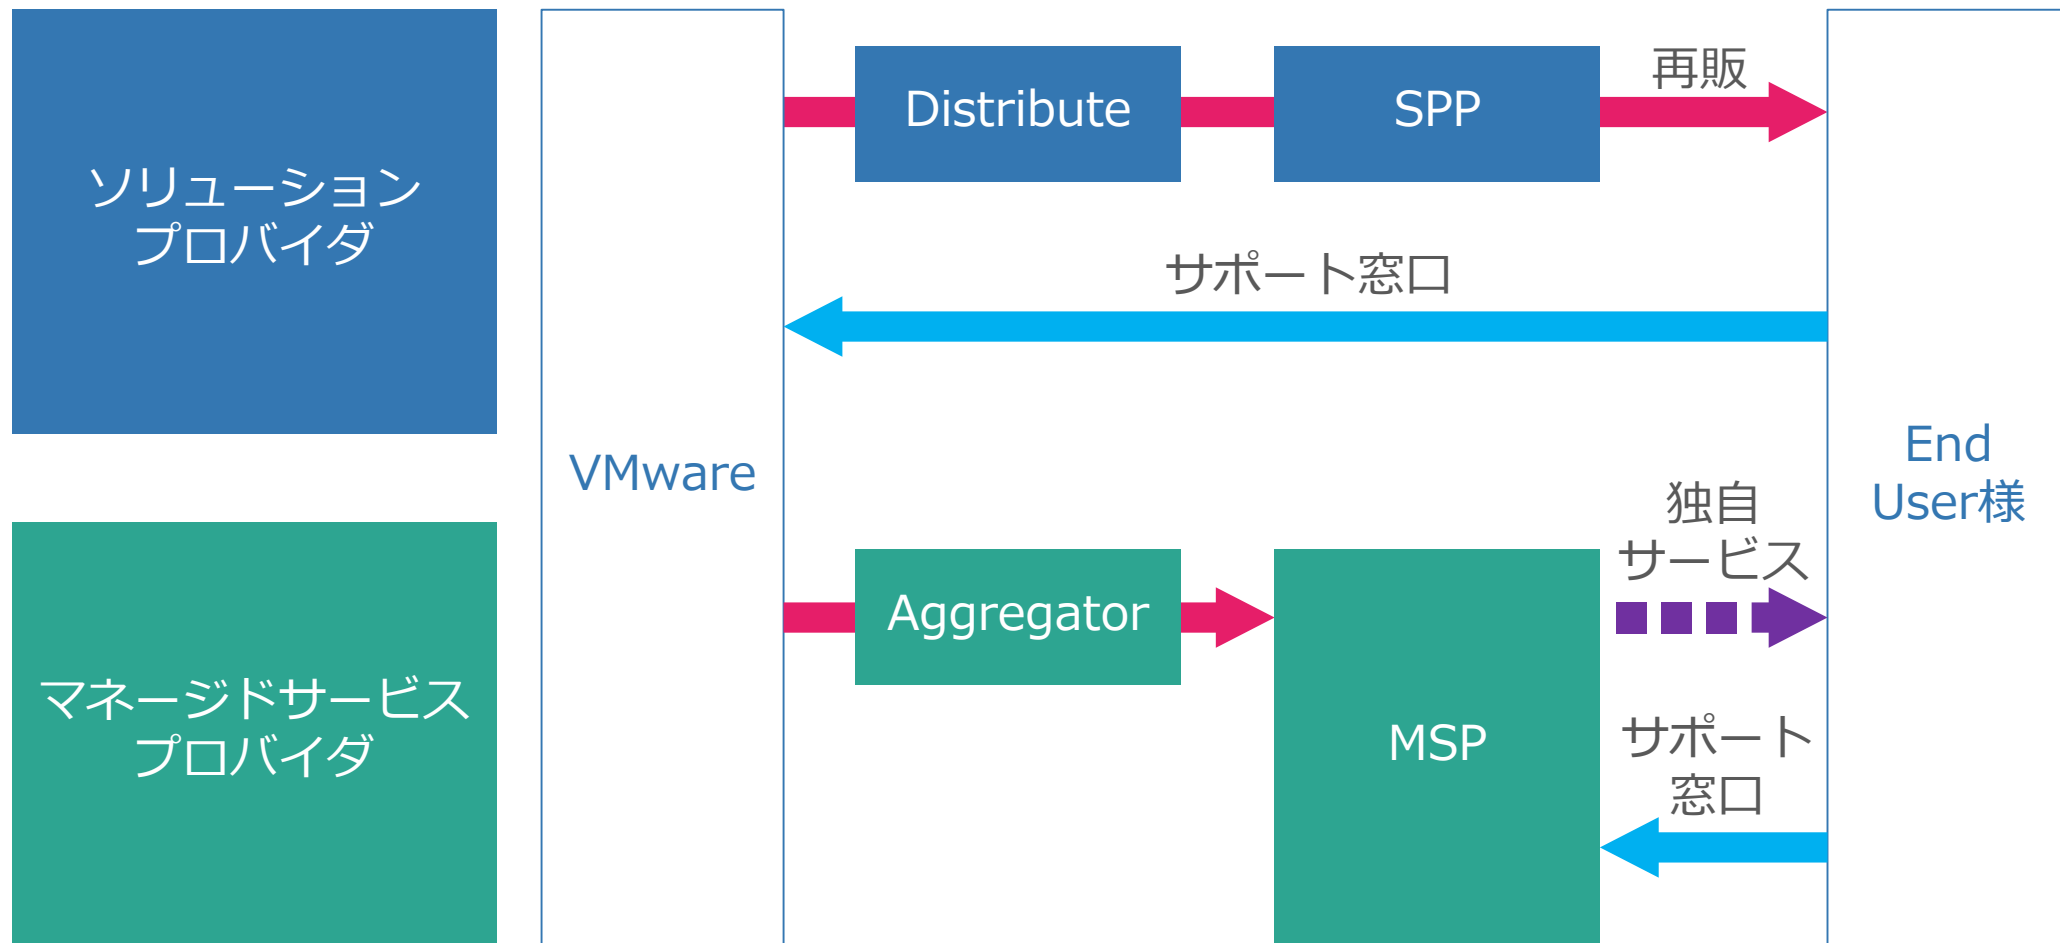 ソリューション
プロバイダ
VMware
Distribute
SPP
再販
サポート窓口
End
User様
マネージドサービス
プロバイダ
Aggregator
MSP
独自
サービス
サポート
窓口